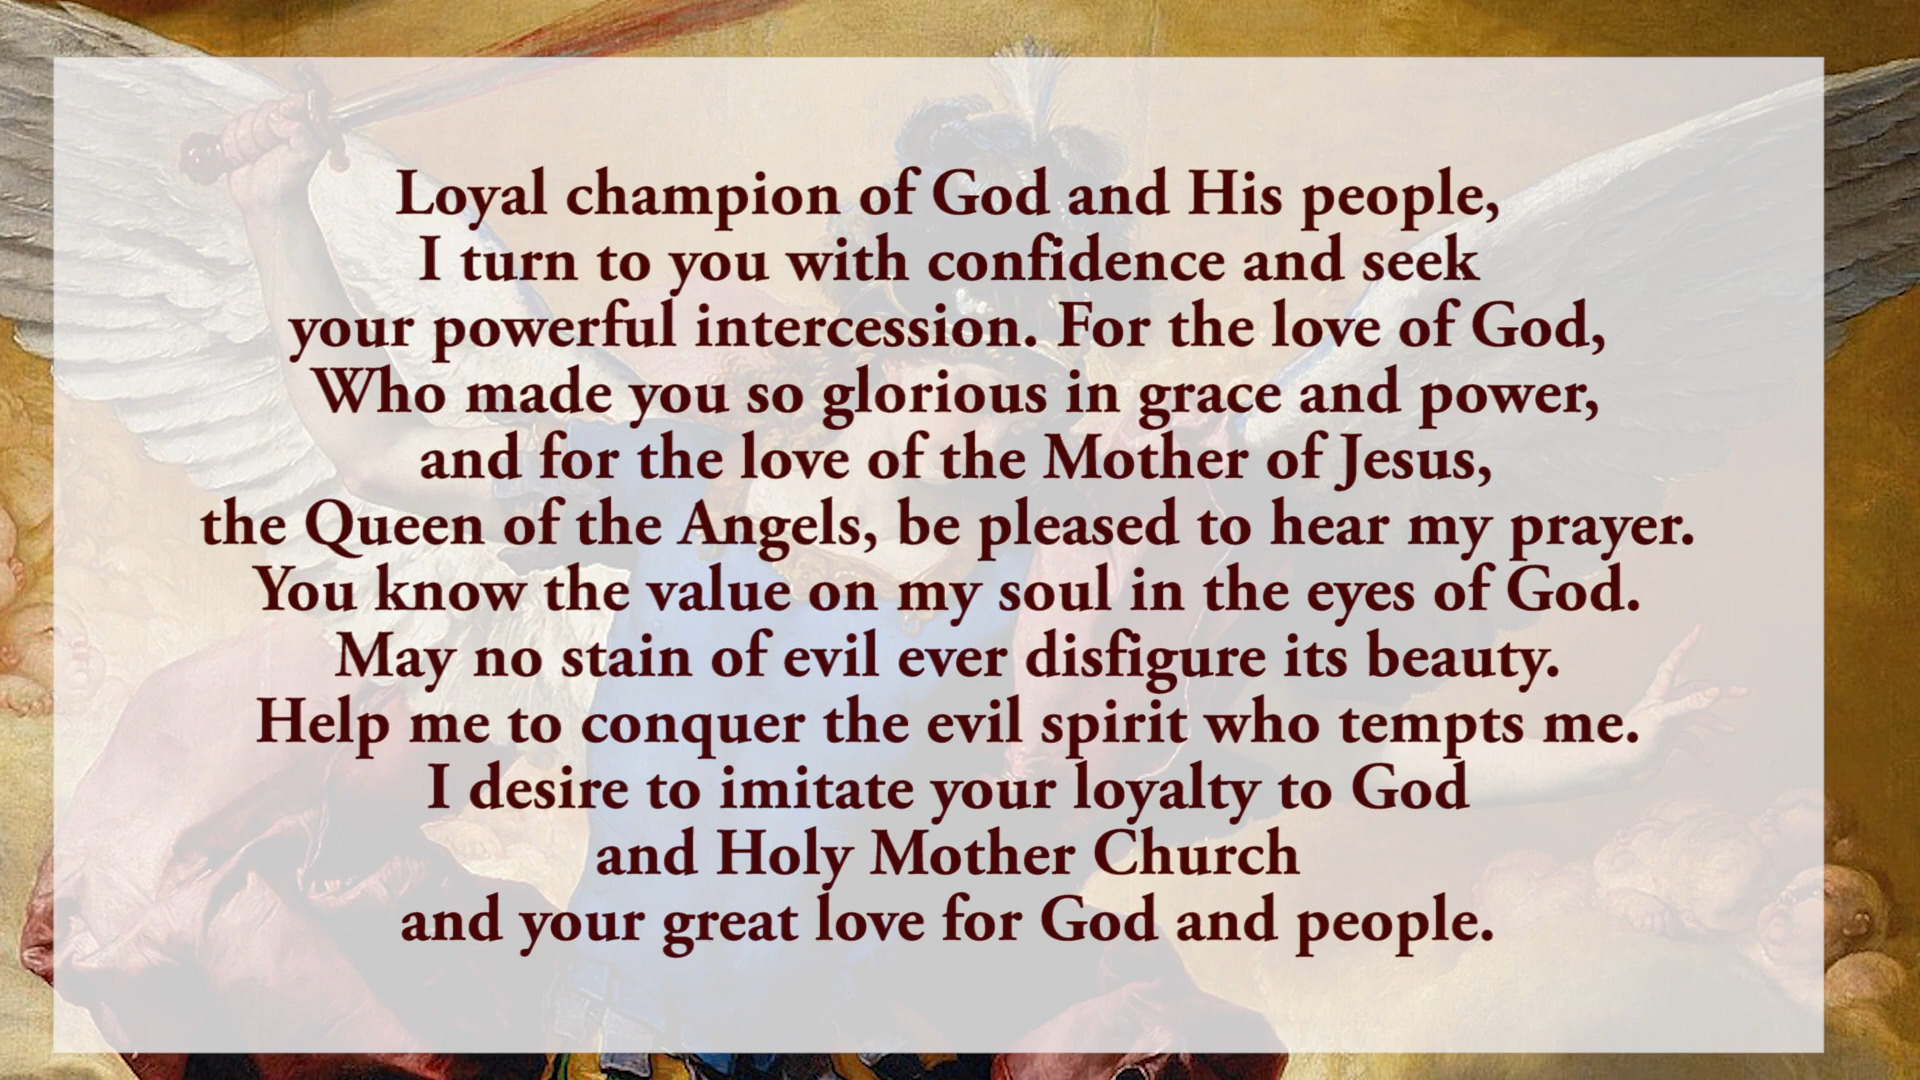 Loyal champion of God and His people,
I turn to you with confidence and seek
your powerful intercession. For the love of God,
Who made you so glorious in grace and power,
and for the love of the Mother of Jesus,
the Queen of the Angels, be pleased to hear my prayer.
You know the value on my soul in the eyes of God.
May no stain of evil ever disfigure its beauty.
Help me to conquer the evil spirit who tempts me.
I desire to imitate your loyalty to God
and Holy Mother Church
and your great love for God and people.